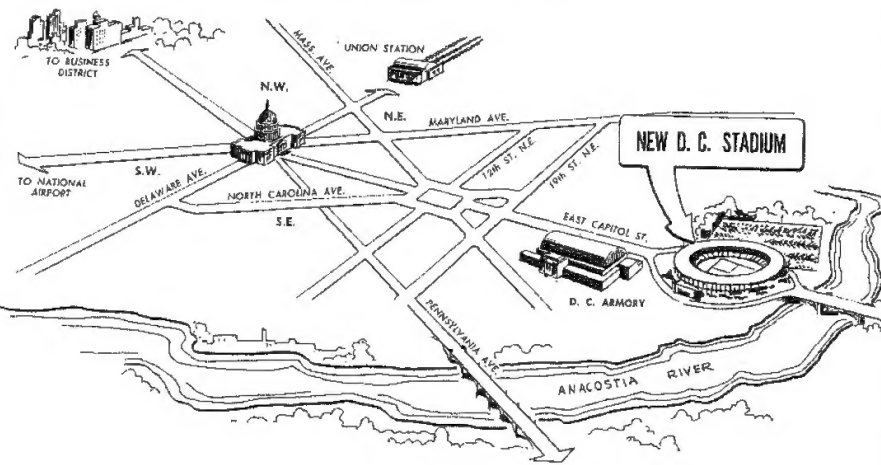 TO BUSINESS
DISTRICT
MASS. AVE.
UNION STATION
N.W.
N.E.
MARYLAND AVE.
NEW D. C. STADIUM
12th ST. N.E.
19th ST. N.E.
S.W.
TO NATIONAL
AIRPORT
DELAWARE AVE.
NORTH CAROLINA AVE.
S.E.
EAST CAPITOL ST.
D. C. ARMORY
PENNSYLVANIA AVE.
ANACOSTIA RIVER